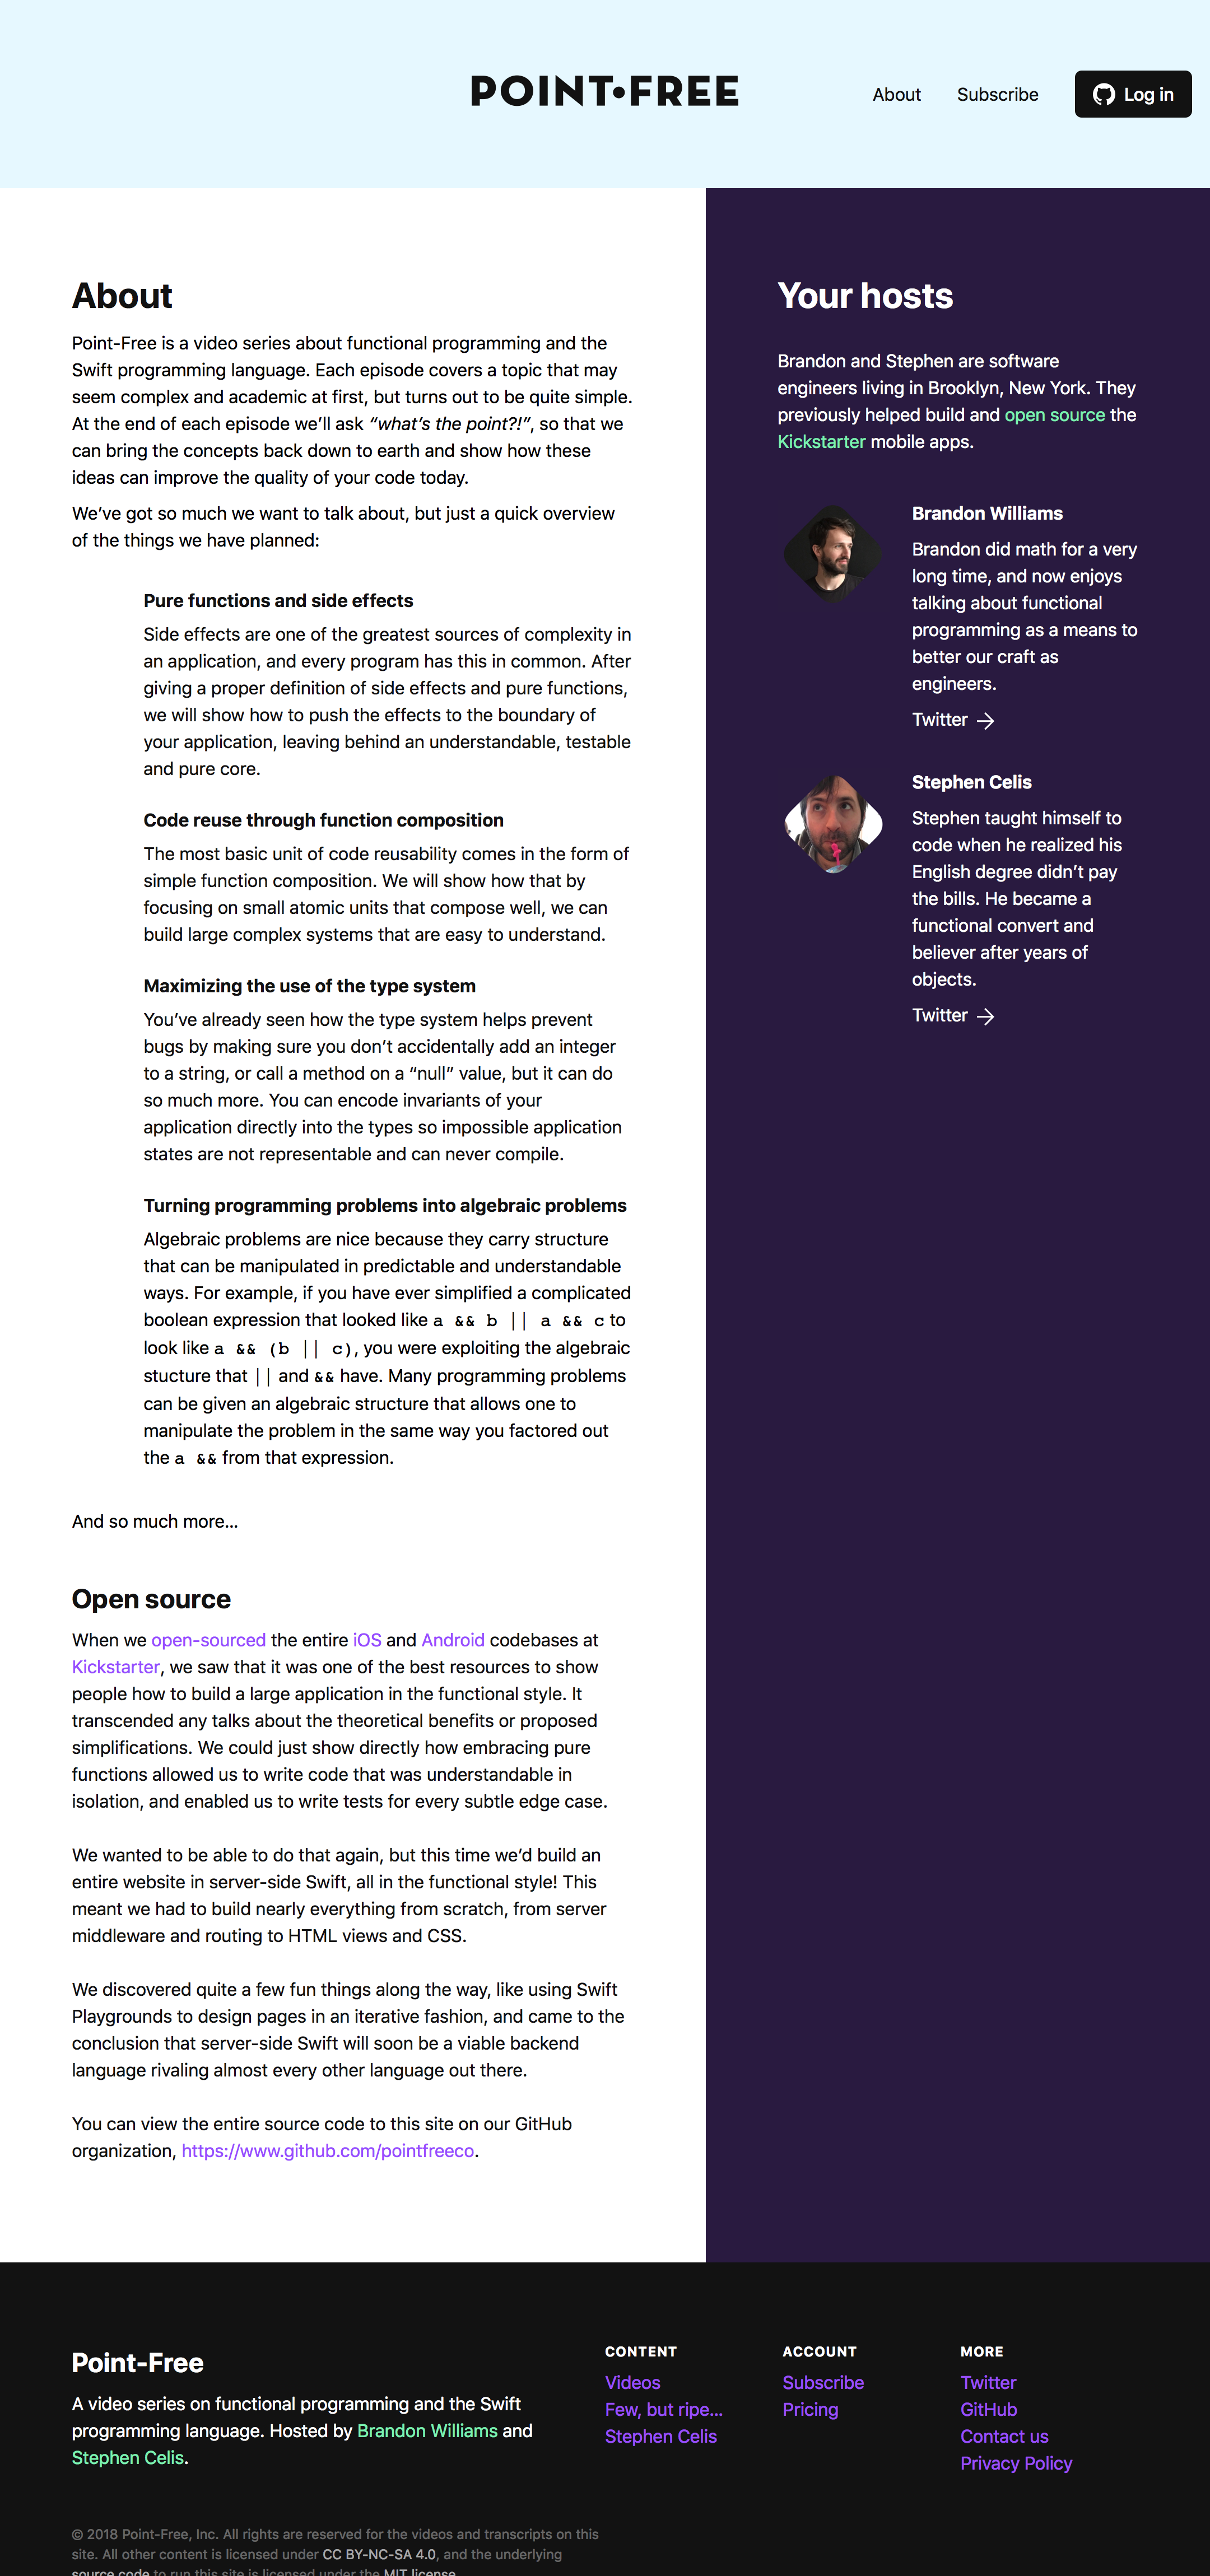 POINT•FREE
About
Subscribe
Log in
About
Point-Free is a video series about functional programming and the
Swift programming language. Each episode covers a topic that may
seem complex and academic at first, but turns out to be quite simple.
At the end of each episode we’ll ask “what’s the point?!”, so that we
can bring the concepts back down to earth and show how these
ideas can improve the quality of your code today.
We’ve got so much we want to talk about, but just a quick overview
of the things we have planned:
Pure functions and side effects
Side effects are one of the greatest sources of complexity in
an application, and every program has this in common. After
giving a proper definition of side effects and pure functions,
we will show how to push the effects to the boundary of
your application, leaving behind an understandable, testable
and pure core.
Code reuse through function composition
The most basic unit of code reusability comes in the form of
simple function composition. We will show how that by
focusing on small atomic units that compose well, we can
build large complex systems that are easy to understand.
Maximizing the use of the type system
You’ve already seen how the type system helps prevent
bugs by making sure you don’t accidentally add an integer
to a string, or call a method on a “null” value, but it can do
so much more. You can encode invariants of your
application directly into the types so impossible application
states are not representable and can never compile.
Turning programming problems into algebraic problems
Algebraic problems are nice because they carry structure
that can be manipulated in predictable and understandable
ways. For example, if you have ever simplified a complicated
boolean expression that looked like a && b || a && c to
look like a && (b || c), you were exploiting the algebraic
stucture that || and && have. Many programming problems
can be given an algebraic structure that allows one to
manipulate the problem in the same way you factored out
the a && from that expression.
And so much more…
Open source
When we open-sourced the entire iOS and Android codebases at
Kickstarter, we saw that it was one of the best resources to show
people how to build a large application in the functional style. It
transcended any talks about the theoretical benefits or proposed
simplifications. We could just show directly how embracing pure
functions allowed us to write code that was understandable in
isolation, and enabled us to write tests for every subtle edge case.
We wanted to be able to do that again, but this time we’d build an
entire website in server-side Swift, all in the functional style! This
meant we had to build nearly everything from scratch, from server
middleware and routing to HTML views and CSS.
We discovered quite a few fun things along the way, like using Swift
Playgrounds to design pages in an iterative fashion, and came to the
conclusion that server-side Swift will soon be a viable backend
language rivaling almost every other language out there.
You can view the entire source code to this site on our GitHub
organization, https://www.github.com/pointfreeco.
Your hosts
Brandon and Stephen are software
engineers living in Brooklyn, New York. They
previously helped build and open source the
Kickstarter mobile apps.
Brandon Williams
Brandon did math for a very
long time, and now enjoys
talking about functional
programming as a means to
better our craft as
engineers.
Twitter →
Stephen Celis
Stephen taught himself to
code when he realized his
English degree didn’t pay
the bills. He became a
functional convert and
believer after years of
objects.
Twitter →
Point-Free
A video series on functional programming and the Swift
programming language. Hosted by Brandon Williams and
Stephen Celis.
CONTENT
Videos
Few, but ripe…
Stephen Celis
ACCOUNT
Subscribe
Pricing
MORE
Twitter
GitHub
Contact us
Privacy Policy
© 2018 Point-Free, Inc. All rights are reserved for the videos and transcripts on this
site. All other content is licensed under CC BY-NC-SA 4.0, and the underlying
source code to run this site is licensed under the MIT license